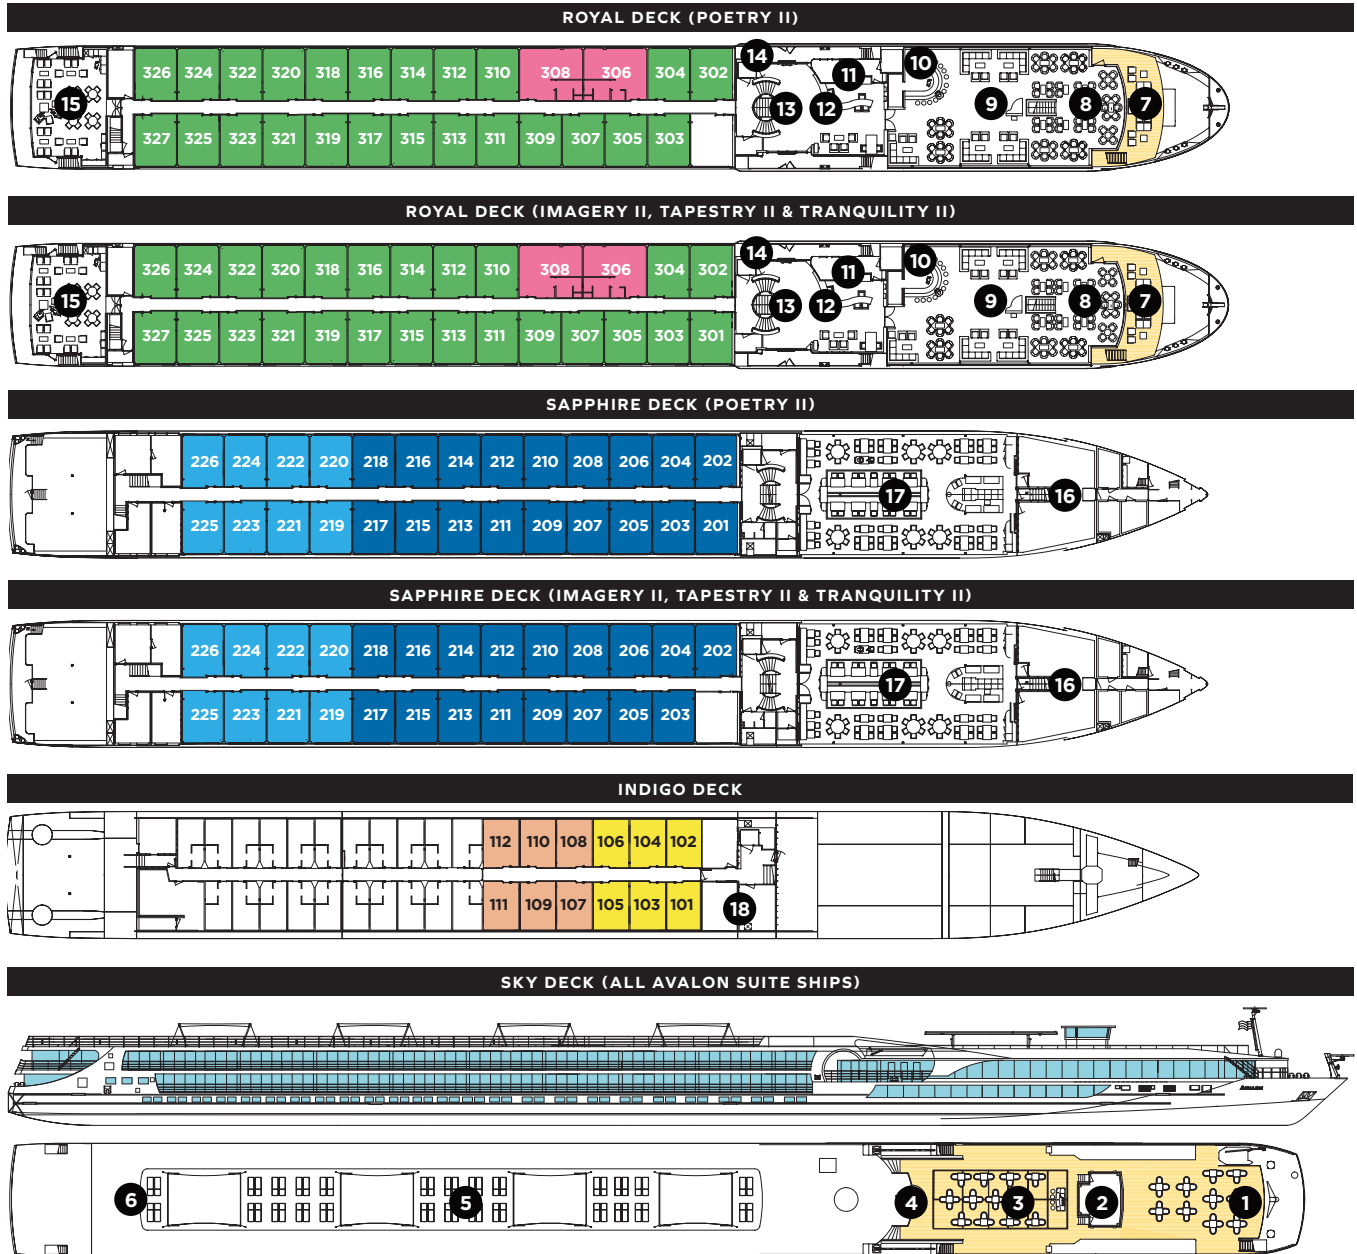 ROYAL DECK (POETRY II)
14
11
10
326 324 322 320 318 316 314 312 310 308 306 304 302
15
13 12
9 8 7
327 325 323 321 319 317 315 313 311 309 307 305 303
ROYAL DECK (IMAGERY II, TAPESTRY II & TRANQUILITY II)
14
11
10
326 324 322 320 318 316 314 312 310 308 306 304 302
15
13 12
9 8 7
327 325 323 321 319 317 315 313 311 309 307 305 303 301
SAPPHIRE DECK (POETRY II)
226 224 222 220 218 216 214 212 210 208 206 204 202
17 16
225 223 221 219 217 215 213 211 209 207 205 203 201
SAPPHIRE DECK (IMAGERY II, TAPESTRY II & TRANQUILITY II)
226 224 222 220 218 216 214 212 210 208 206 204 202
17 16
225 223 221 219 217 215 213 211 209 207 205 203
INDIGO DECK
112 110 108 106 104 102
111 109 107 105 103 101
18
SKY DECK (ALL AVALON SUITE SHIPS)
AVALON
6 5 4 3 2 1